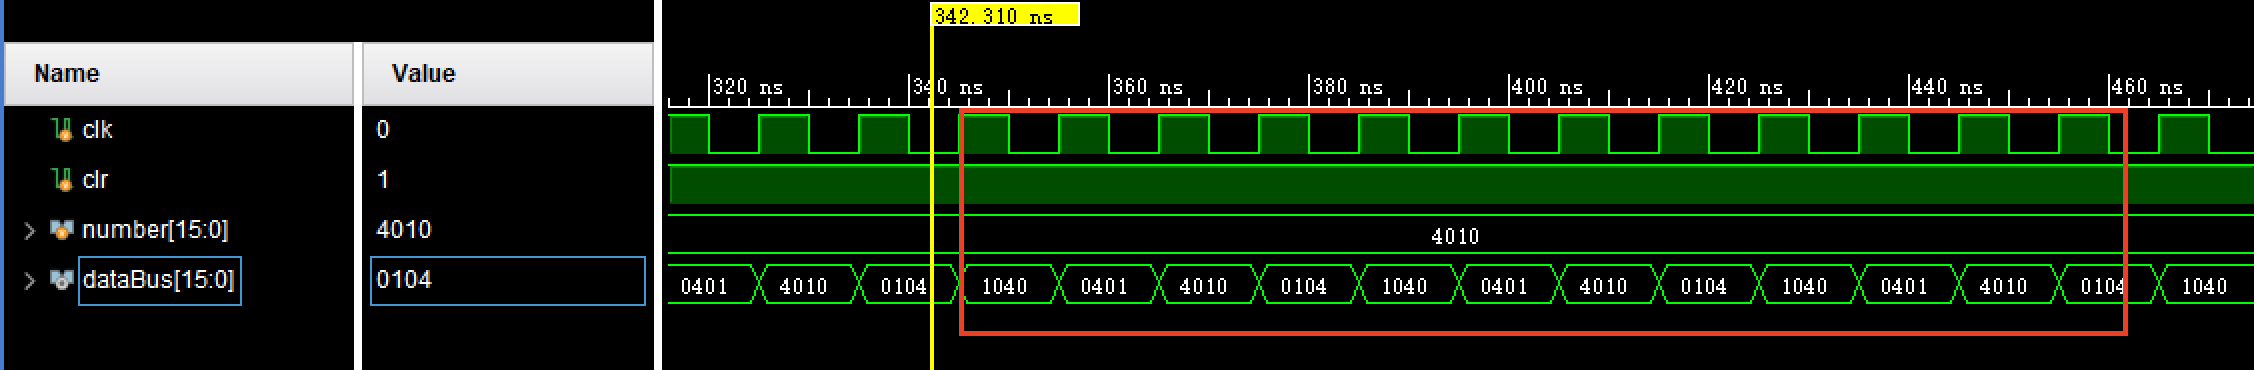 342.310 ns
Name Value
320 ns 340 ns 360 ns 380 ns 400 ns 420 ns 440 ns 460 ns
clk 0
clr 1
number[15:0] 4010 4010
dataBus[15:0] 0104 0401 4010 0104 1040 0401 4010 0104 1040 0401 4010 0104 1040 0401 4010 0104 1040